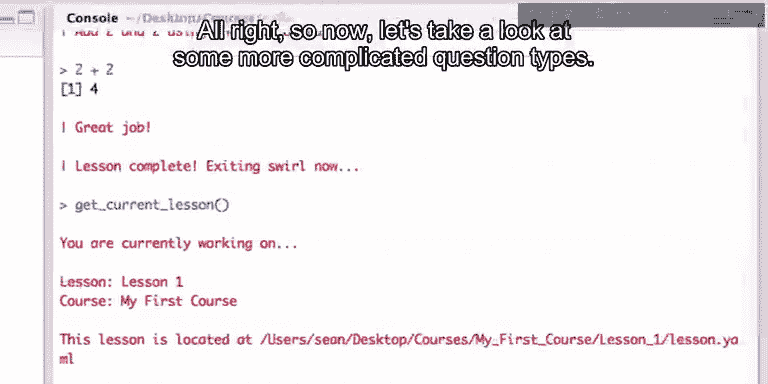 Console ~/Desktop/Courses/
All right, so now, let's take a look at
some more complicated question types.
> 2 + 2
[1] 4
| Great job!
| Lesson complete! Exiting swirl now...
> get_current_lesson()
You are currently working on...
Lesson: Lesson 1
Course: My First Course
This lesson is located at /Users/sean/Desktop/Courses/My_First_Course/Lesson_1/lesson.ya
ml